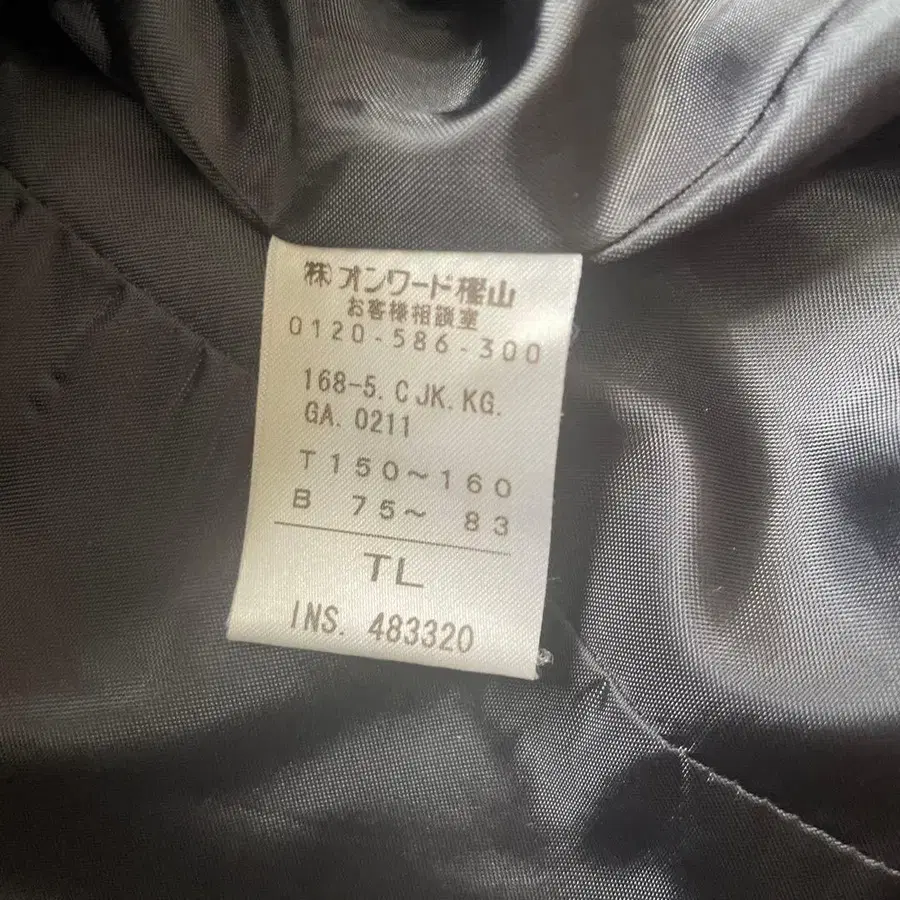 ㈱オンワード樫山
お客様相談室
0120-586-300
168-5.CJK.KG.
GA.0211
T150～160
B 75～ 83
TL
INS. 483320